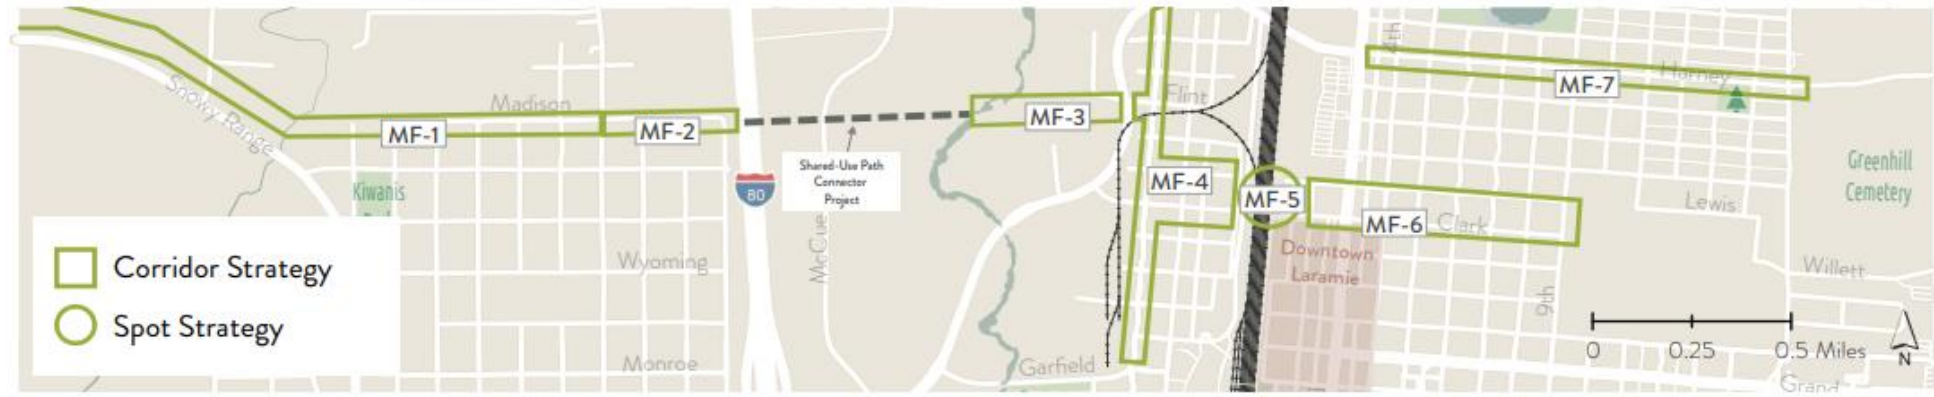 4th
Harney
MF-7
Snowy Range
Madison
MF-1
MF-2
MF-3
Flint
Shared-Use Path
Connector
Project
80
Kiwanis
MF-4
MF-5
MF-6
Clark
Lewis
Greenhill
Cemetery
Corridor Strategy
Spot Strategy
Wyoming
McCue
Downtown
Laramie
9th
Willett
Monroe
Garfield
0
0.25
0.5 Miles
N
Grand